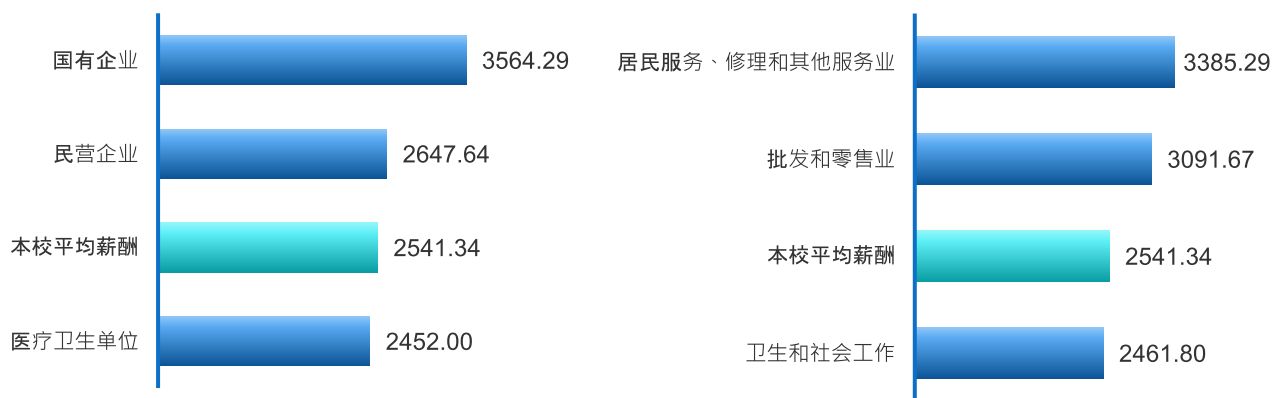 国有企业 3564.29
民营企业 2647.64
本校平均薪酬 2541.34
医疗卫生单位 2452.00
居民服务、修理和其他服务业 3385.29
批发和零售业 3091.67
本校平均薪酬 2541.34
卫生和社会工作 2461.80